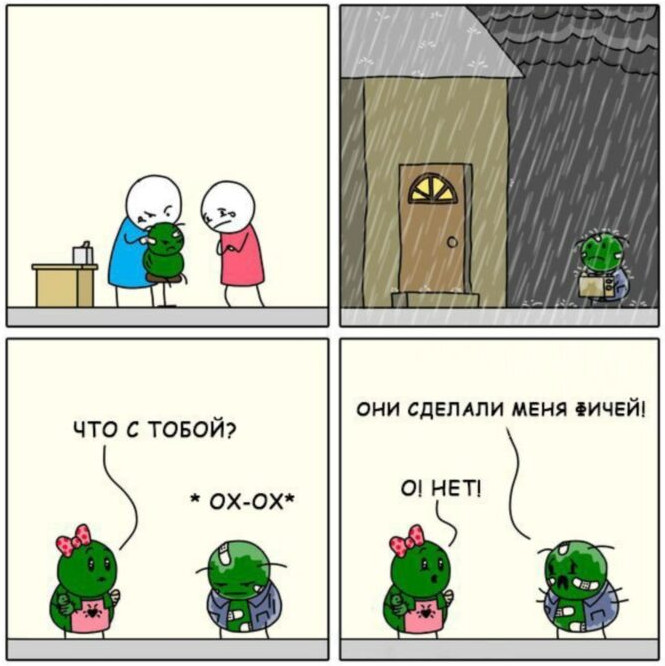 ЧТО С ТОБОЙ?
* ОХ-ОХ*
ОНИ СДЕЛАЛИ МЕНЯ ФИЧЕЙ!
О! НЕТ!